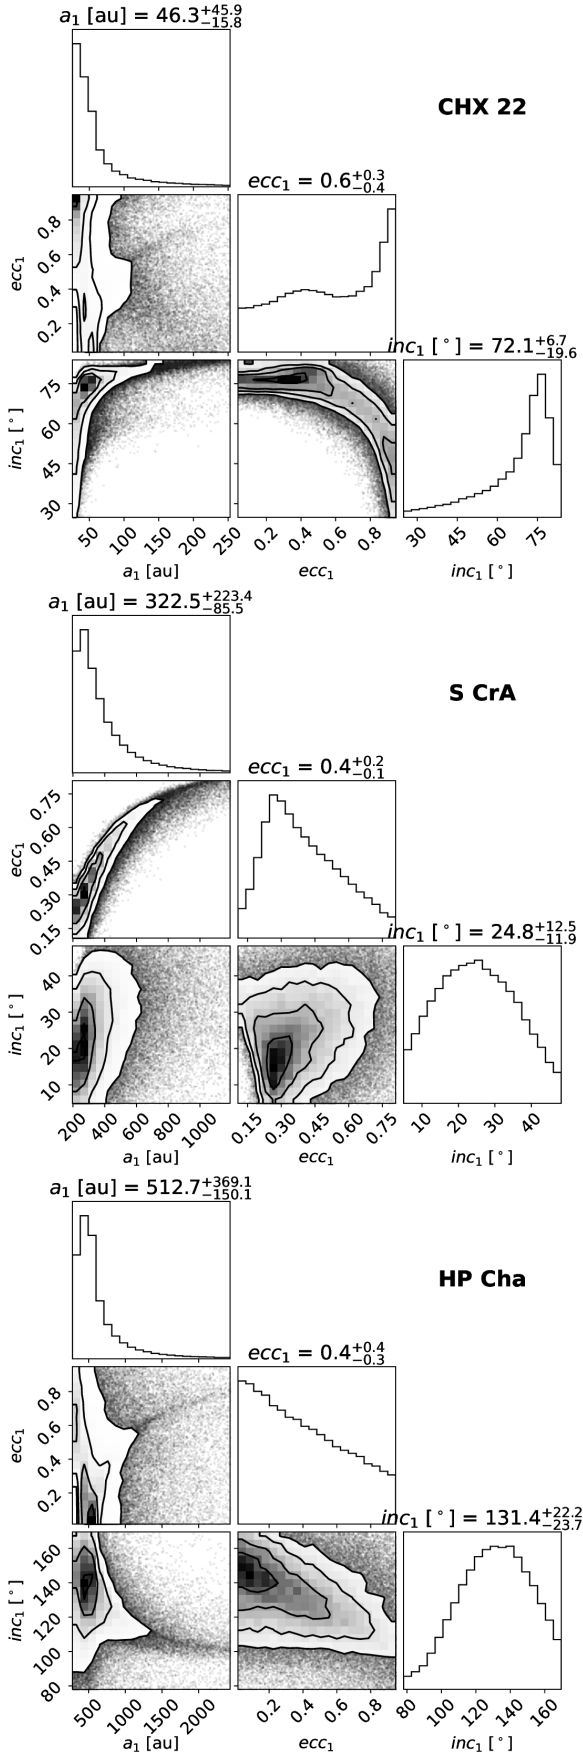 a₁ [au] = 46.3⁺⁴⁵·⁹₋₁₅.₈
CHX 22
ecc₁ = 0.6⁺⁰·³₋₀.₄
0.8
0.6
0.4
0.2
ecc₁
inc₁ [°] = 72.1⁺⁶·⁷₋₁₉.₆
75
60
45
30
inc₁ [°]
50 100 150 200 250
0.2 0.4 0.6 0.8
30 45 60 75
a₁ [au] ecc₁ inc₁ [°]
a₁ [au] = 322.5⁺²²³·⁴₋₈₅.₅
S CrA
ecc₁ = 0.4⁺⁰·²₋₀.₁
0.75
0.60
0.45
0.30
0.15
ecc₁
inc₁ [°] = 24.8⁺¹²·⁵₋₁₁.₉
40
30
20
10
inc₁ [°]
200 400 600 800 1000
0.15 0.30 0.45 0.60 0.75
10 20 30 40
a₁ [au] ecc₁ inc₁ [°]
a₁ [au] = 512.7⁺³⁶⁹·¹₋₁₅₀.₁
HP Cha
ecc₁ = 0.4⁺⁰·⁴₋₀.₃
0.8
0.6
0.4
0.2
ecc₁
inc₁ [°] = 131.4⁺²²·²₋₂₃.₇
160
140
120
100
80
inc₁ [°]
500 1000 1500 2000
0.2 0.4 0.6 0.8
80 100 120 140 160
a₁ [au] ecc₁ inc₁ [°]